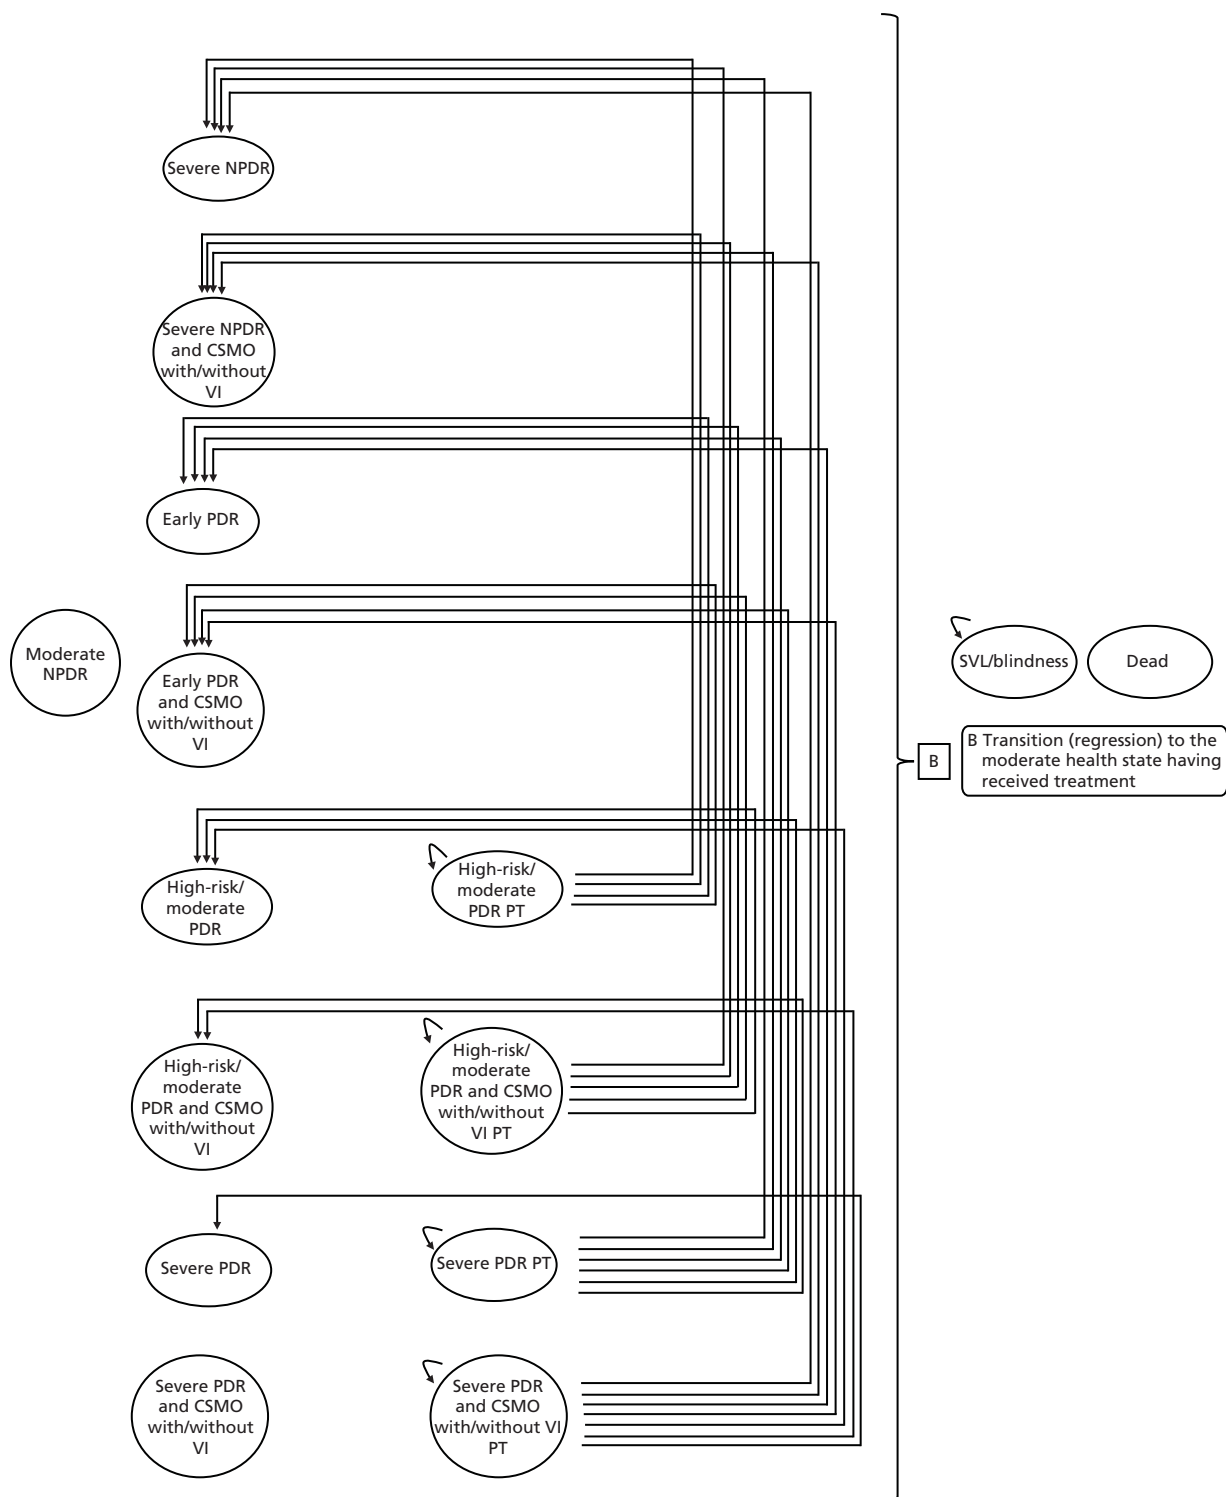 Severe NPDR
Severe NPDR
and CSMO
with/without
VI
Early PDR
Moderate
NPDR
Early PDR
and CSMO
with/without
VI
SVL/blindness
Dead
B
B Transition (regression) to the
moderate health state having
received treatment
High-risk/
moderate
PDR
High-risk/
moderate
PDR PT
High-risk/
moderate
PDR and CSMO
with/without
VI
High-risk/
moderate
PDR and CSMO
with/without
VI PT
Severe PDR
Severe PDR PT
Severe PDR
and CSMO
with/without
VI
Severe PDR
and CSMO
with/without VI
PT